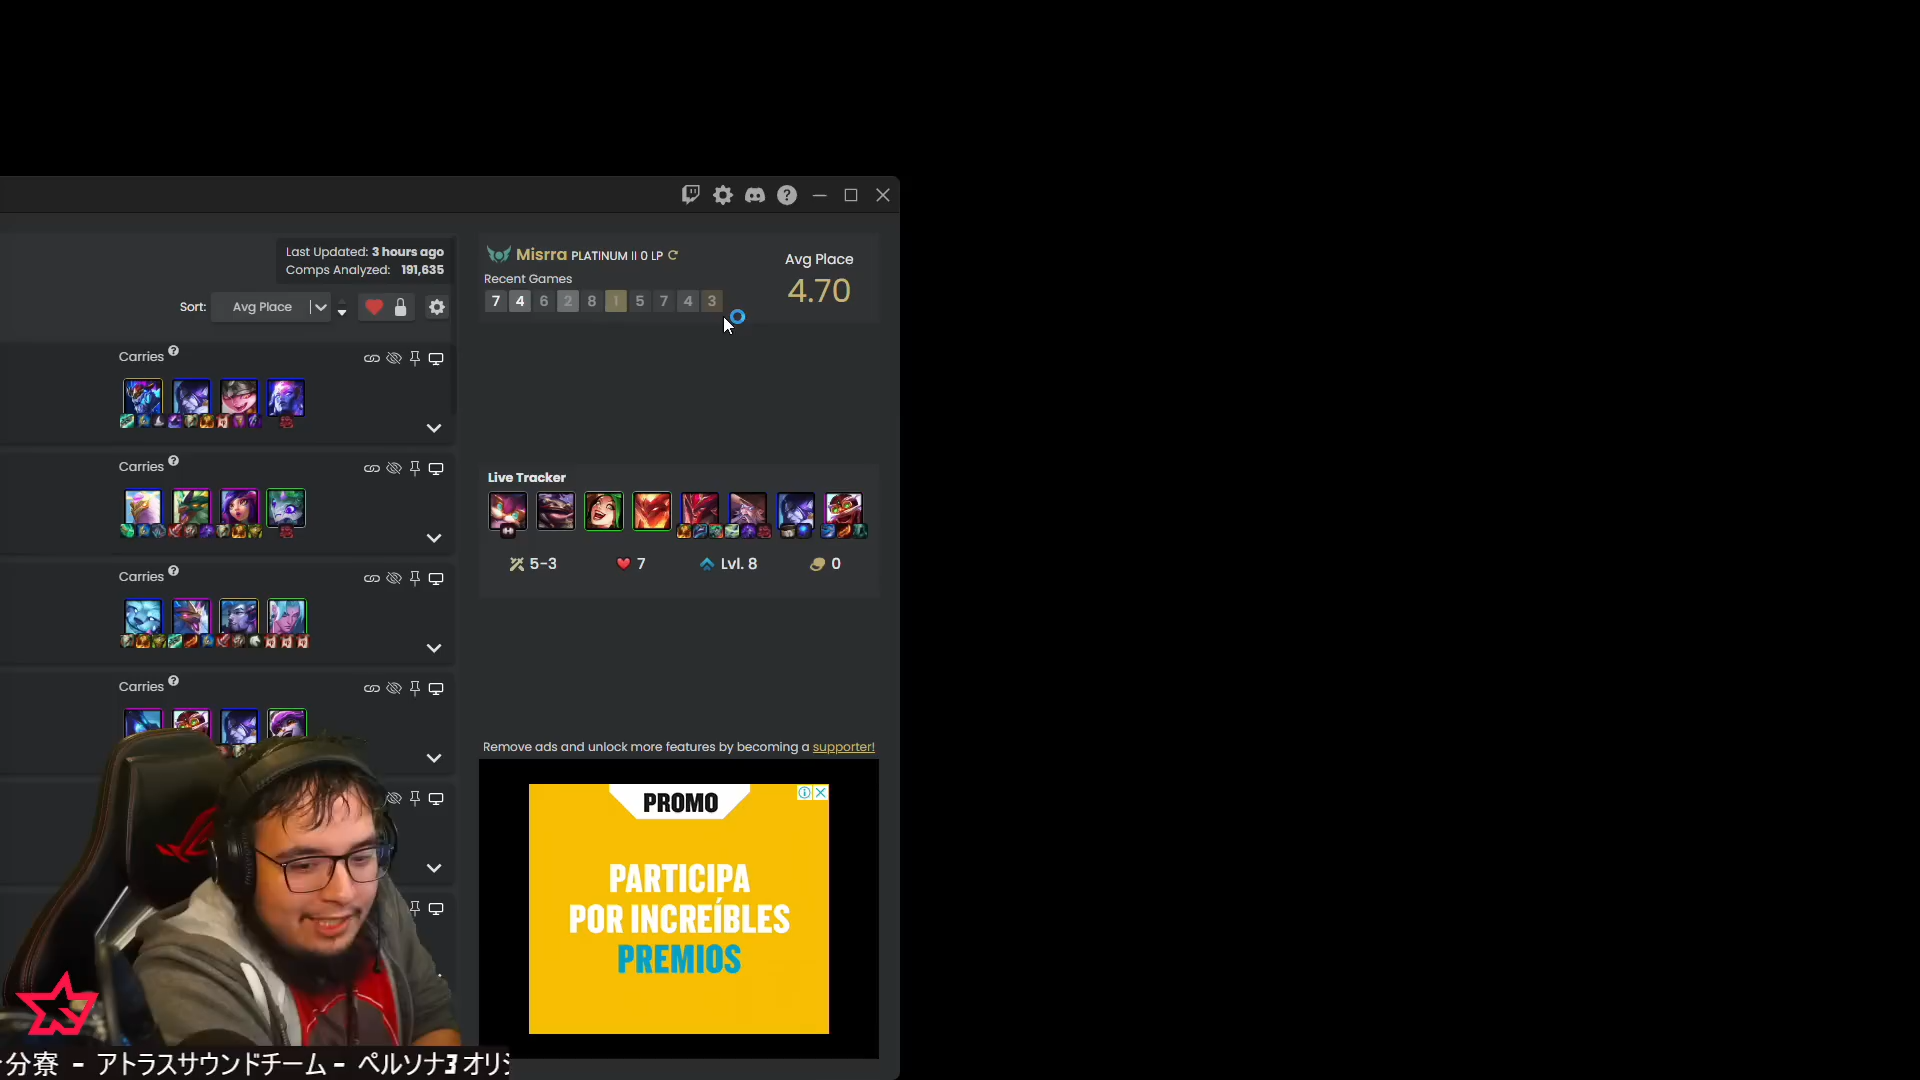 Last Updated: 3 hours ago
Comps Analyzed: 191,635
Sort: Avg Place
Misrra PLATINUM II 0 LP
Recent Games
7 4 6 2 8 1 5 7 4 3
Avg Place
4.70
Carries
Carries
Carries
Carries
Live Tracker
5-3 7 Lvl. 8 0
Remove ads and unlock more features by becoming a supporter!
PROMO
PARTICIPA
POR INCREÍBLES
PREMIOS
分寮 - アトラスサウンドチーム - ペルソナ3 オリジ